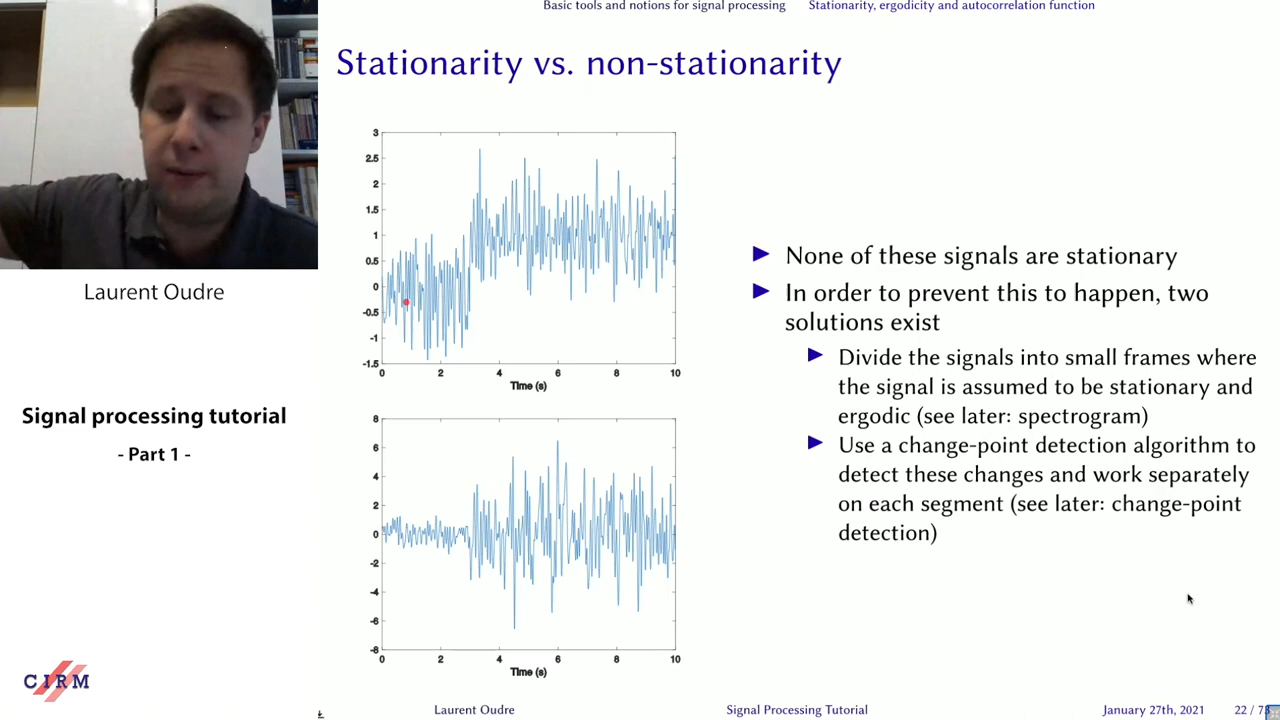 Basic tools and notions for signal processing Stationarity, ergodicity and autocorrelation function
Stationarity vs. non-stationarity
3
2.5
2
1.5
1
0.5
0
-0.5
-1
-1.5
0 2 4 6 8 10
Time (s)
8
6
4
2
0
-2
-4
-6
-8
0 2 4 6 8 10
Time (s)
None of these signals are stationary
In order to prevent this to happen, two
solutions exist
Divide the signals into small frames where
the signal is assumed to be stationary and
ergodic (see later: spectrogram)
Use a change-point detection algorithm to
detect these changes and work separately
on each segment (see later: change-point
detection)
Laurent Oudre
Signal processing tutorial
- Part 1 -
CIRM
Laurent Oudre Signal Processing Tutorial January 27th, 2021 22 /